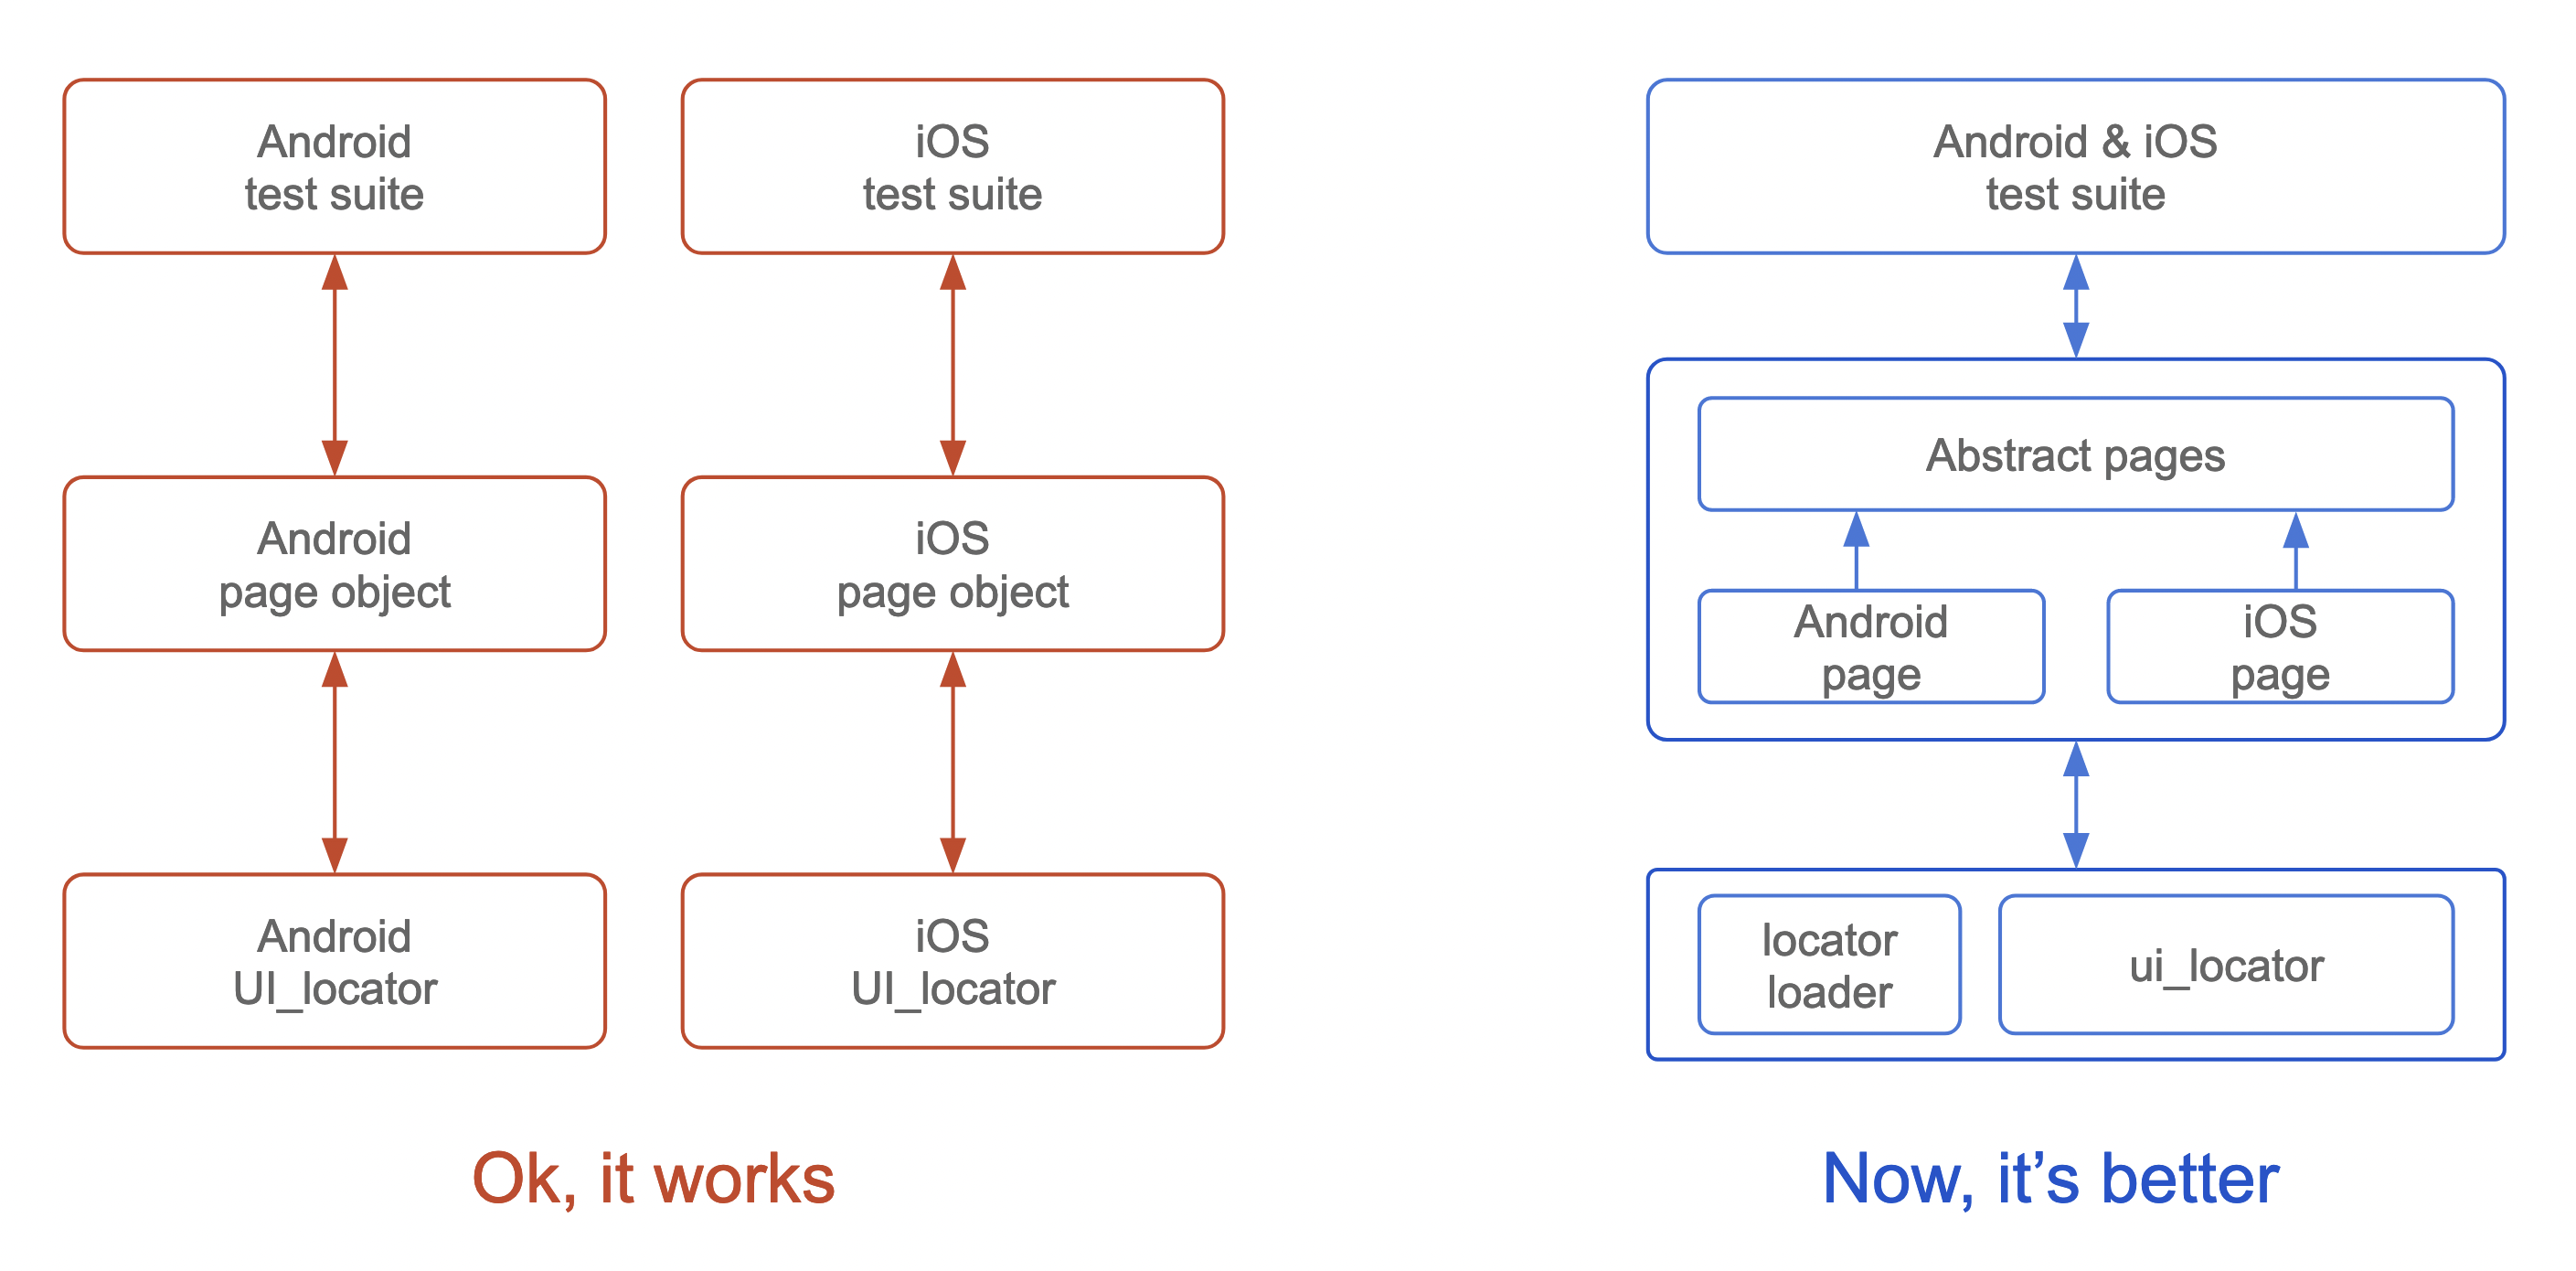 Android
test suite
iOS
test suite
Android
page object
iOS
page object
Android
UI_locator
iOS
UI_locator
Ok, it works
Android & iOS
test suite
Abstract pages
Android
page
iOS
page
locator
loader
ui_locator
Now, it’s better